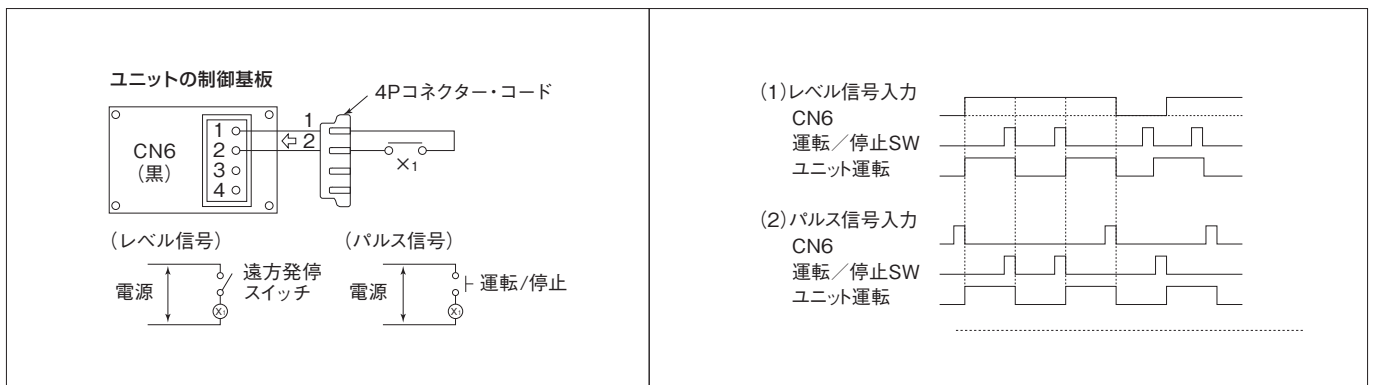 ユニットの制御基板
4Pコネクター・コード
CN6
(黒)
1
2
3
4
1
2
X1
(レベル信号)
電源
遠方発停
スイッチ
X1
(パルス信号)
電源
運転/停止
X1
(1)レベル信号入力
CN6
運転/停止SW
ユニット運転
(2)パルス信号入力
CN6
運転/停止SW
ユニット運転